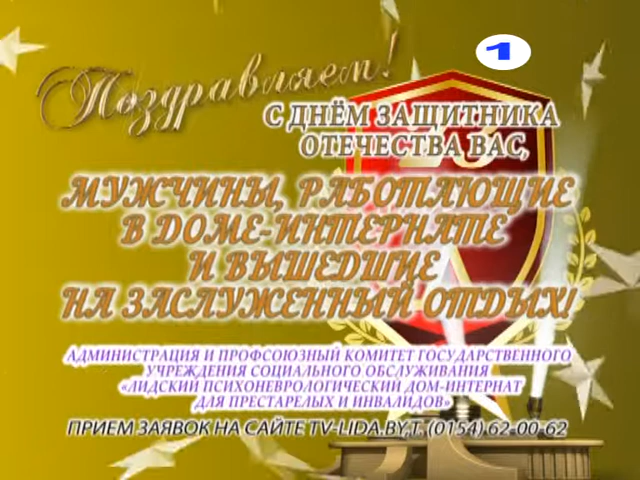 1
Поздравляем!
С ДНЁМ ЗАЩИТНИКА
ОТЕЧЕСТВА ВАС,
23
МУЖЧИНЫ, РАБОТАЮЩИЕ
В ДОМЕ-ИНТЕРНАТЕ
И ВЫШЕДШИЕ
НА ЗАСЛУЖЕННЫЙ ОТДЫХ!
АДМИНИСТРАЦИЯ И ПРОФСОЮЗНЫЙ КОМИТЕТ ГОСУДАРСТВЕННОГО
УЧРЕЖДЕНИЯ СОЦИАЛЬНОГО ОБСЛУЖИВАНИЯ
«ЛИДСКИЙ ПСИХОНЕВРОЛОГИЧЕСКИЙ ДОМ-ИНТЕРНАТ
ДЛЯ ПРЕСТАРЕЛЫХ И ИНВАЛИДОВ»
ПРИЕМ ЗАЯВОК НА САЙТЕ TV-LIDA.BY,Т. (0154) 62-00-62